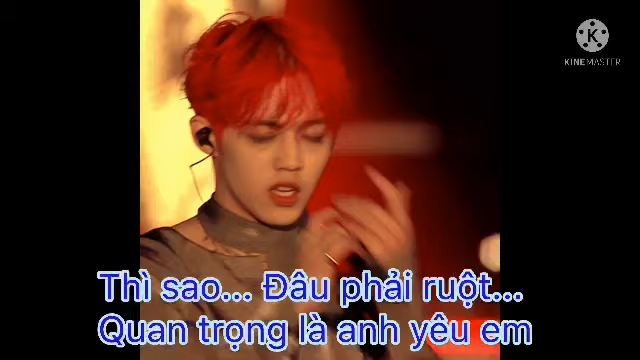 KINEMASTER
Thì sao... Đâu phải ruột...
Quan trọng là anh yêu em